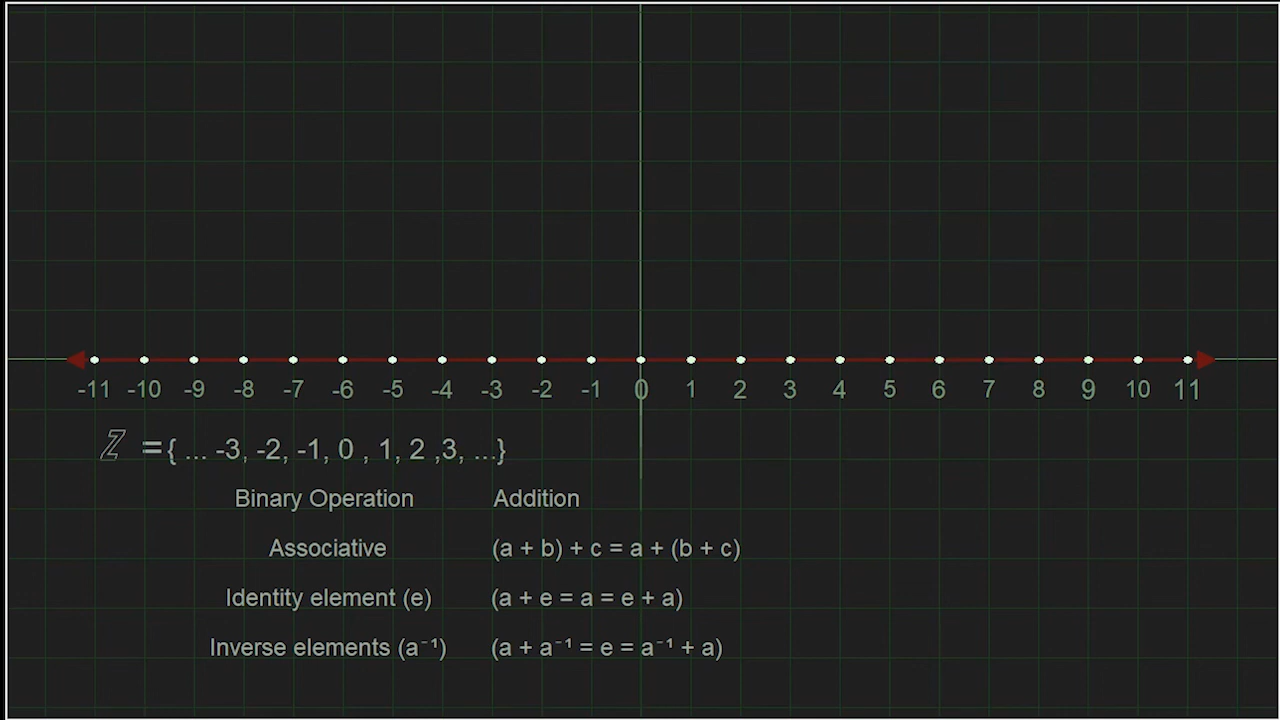 -11 -10 -9 -8 -7 -6 -5 -4 -3 -2 -1 0 1 2 3 4 5 6 7 8 9 10 11
ℤ ={ ... -3, -2, -1, 0 , 1, 2 ,3, ...}
Binary Operation Addition
Associative (a + b) + c = a + (b + c)
Identity element (e) (a + e = a = e + a)
Inverse elements (a⁻¹) (a + a⁻¹ = e = a⁻¹ + a)